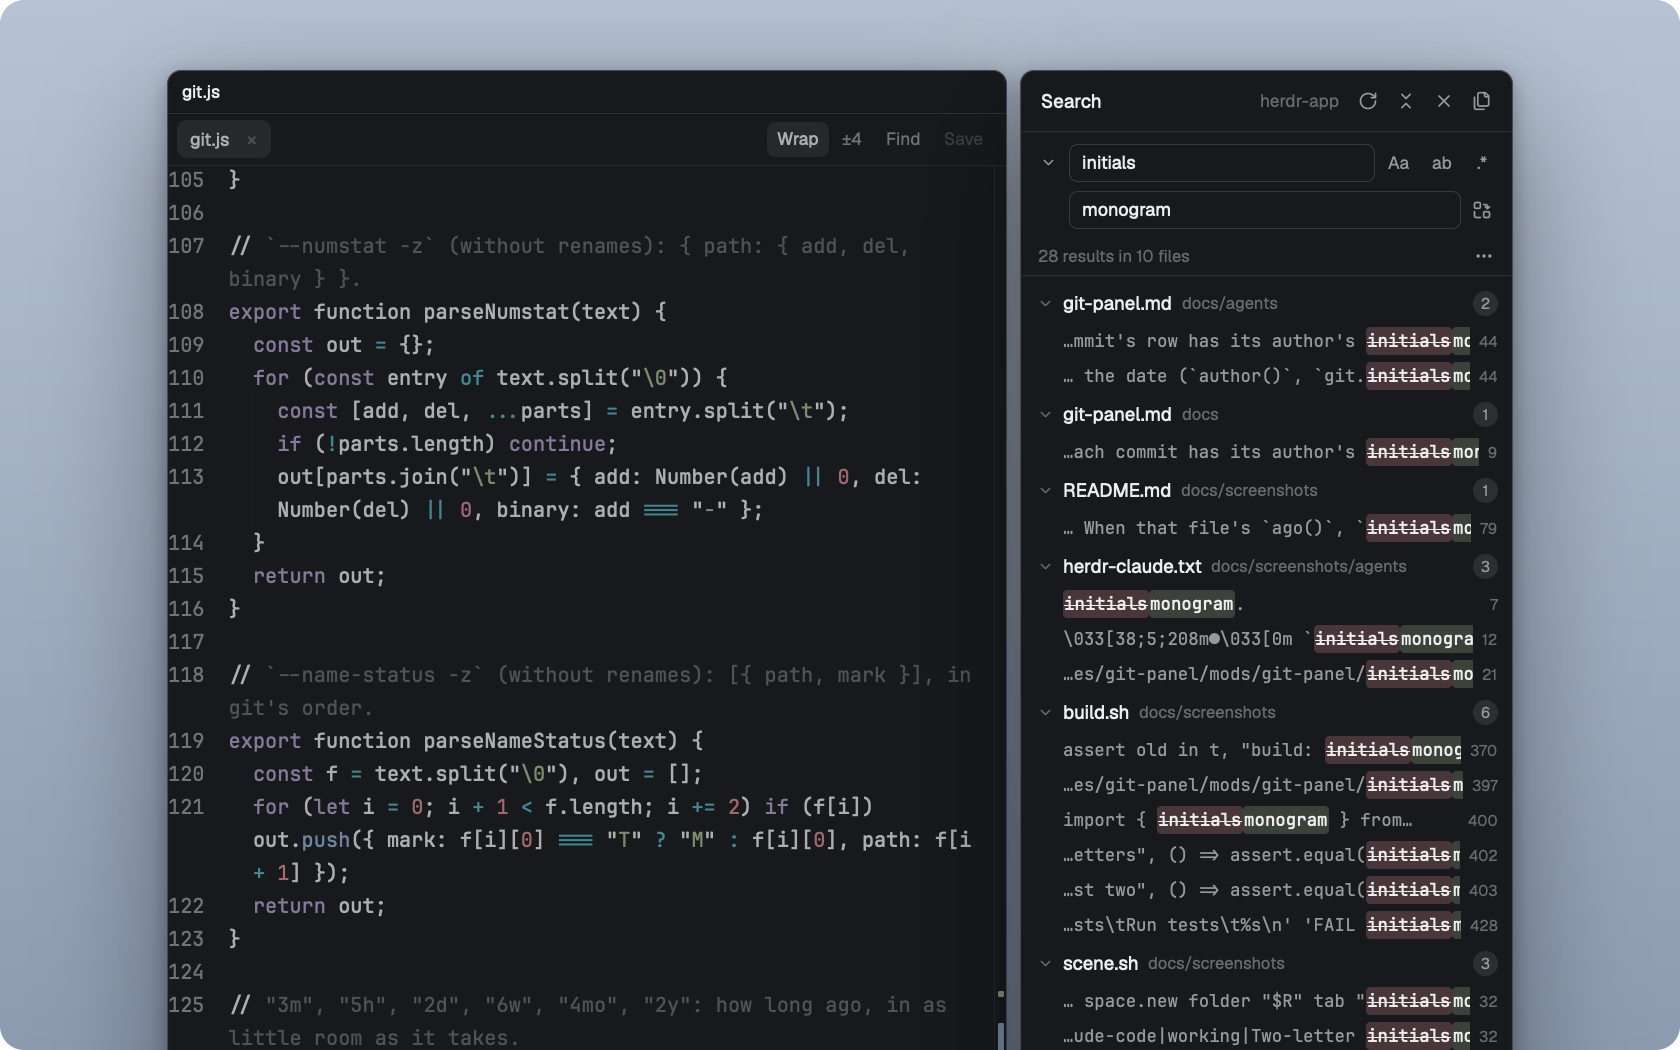 git.js
git.js ×
Wrap ±4 Find Save
105 }
106
107 // `--numstat -z` (without renames): { path: { add, del,
binary } }.
108 export function parseNumstat(text) {
109 const out = {};
110 for (const entry of text.split("\0")) {
111 const [add, del, ...parts] = entry.split("\t");
112 if (!parts.length) continue;
113 out[parts.join("\t")] = { add: Number(add) || 0, del:
Number(del) || 0, binary: add === "-" };
114 }
115 return out;
116 }
117
118 // `--name-status -z` (without renames): [{ path, mark }], in
git's order.
119 export function parseNameStatus(text) {
120 const f = text.split("\0"), out = [];
121 for (let i = 0; i + 1 < f.length; i += 2) if (f[i])
out.push({ mark: f[i][0] === "T" ? "M" : f[i][0], path: f[i
+ 1] });
122 return out;
123 }
124
125 // "3m", "5h", "2d", "6w", "4mo", "2y": how long ago, in as
little room as it takes.
Search herdr-app
initials Aa ab .*
monogram
28 results in 10 files ···
git-panel.md docs/agents 2
…mmit's row has its author's initialsmo 44
… the date (`author()`, `git.initialsmo 44
git-panel.md docs 1
…ach commit has its author's initialsmon 9
README.md docs/screenshots 1
… When that file's `ago()`, `initialsmo 79
herdr-claude.txt docs/screenshots/agents 3
initialsmonogram. 7
\033[38;5;208m●\033[0m `initialsmonogra 12
…es/git-panel/mods/git-panel/initialsmo 21
build.sh docs/screenshots 6
assert old in t, "build: initialsmonog 370
…es/git-panel/mods/git-panel/initialsm 397
import { initialsmonogram } from… 400
…etters", () => assert.equal(initialsm 402
…st two", () => assert.equal(initialsm 403
…sts\tRun tests\t%s\n' 'FAIL initialsm 428
scene.sh docs/screenshots 3
… space.new folder "$R" tab "initialsmo 32
…ude-code|working|Two-letter initialsmo 32